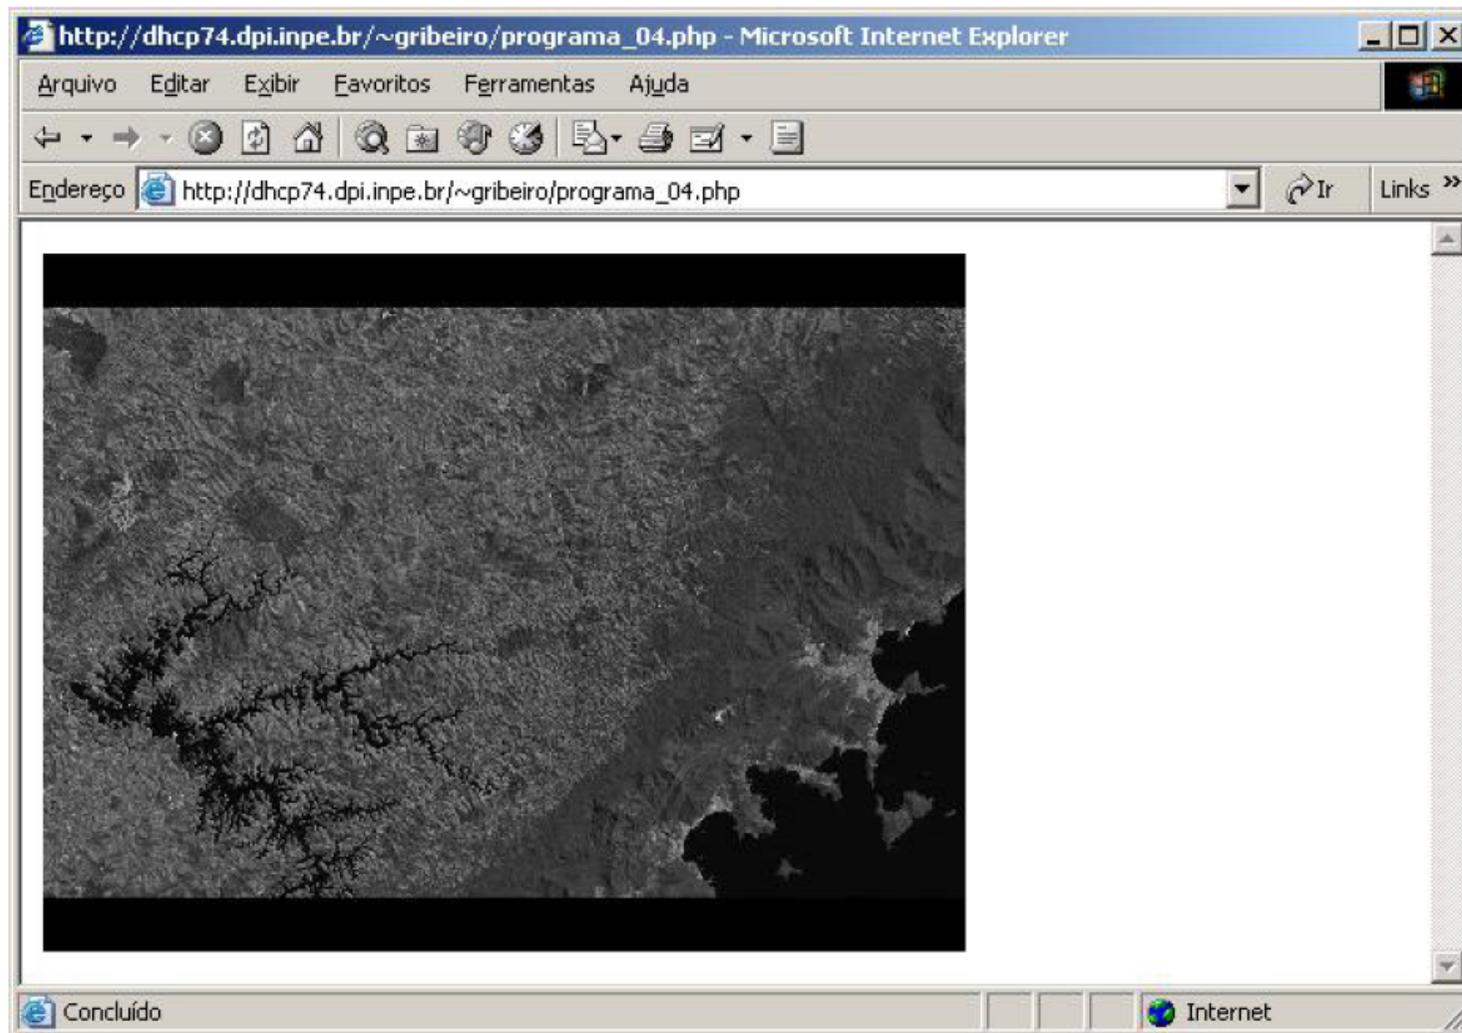 http://dhcp74.dpi.inpe.br/~gribeiro/programa_04.php - Microsoft Internet Explorer
Arquivo Editar Exibir Favoritos Ferramentas Ajuda
Endereço http://dhcp74.dpi.inpe.br/~gribeiro/programa_04.php Ir Links »
Concluído Internet